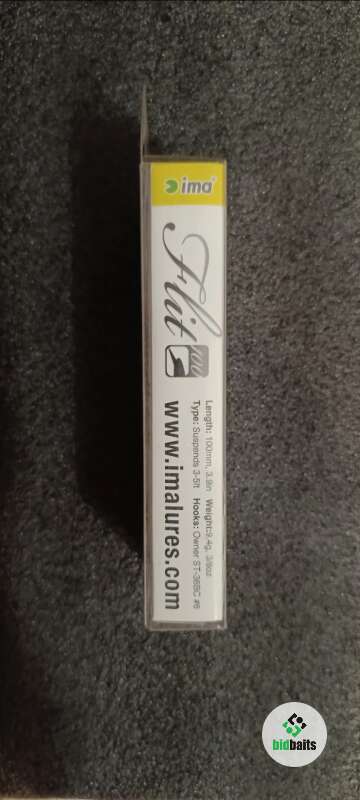 ima®
Flit
100
Length: 100mm, 3.9in Weight:9.4g, 3/8oz
Type: Suspends 3-5ft Hooks: Owner ST-36BC #6
www.imalures.com
bidbaits